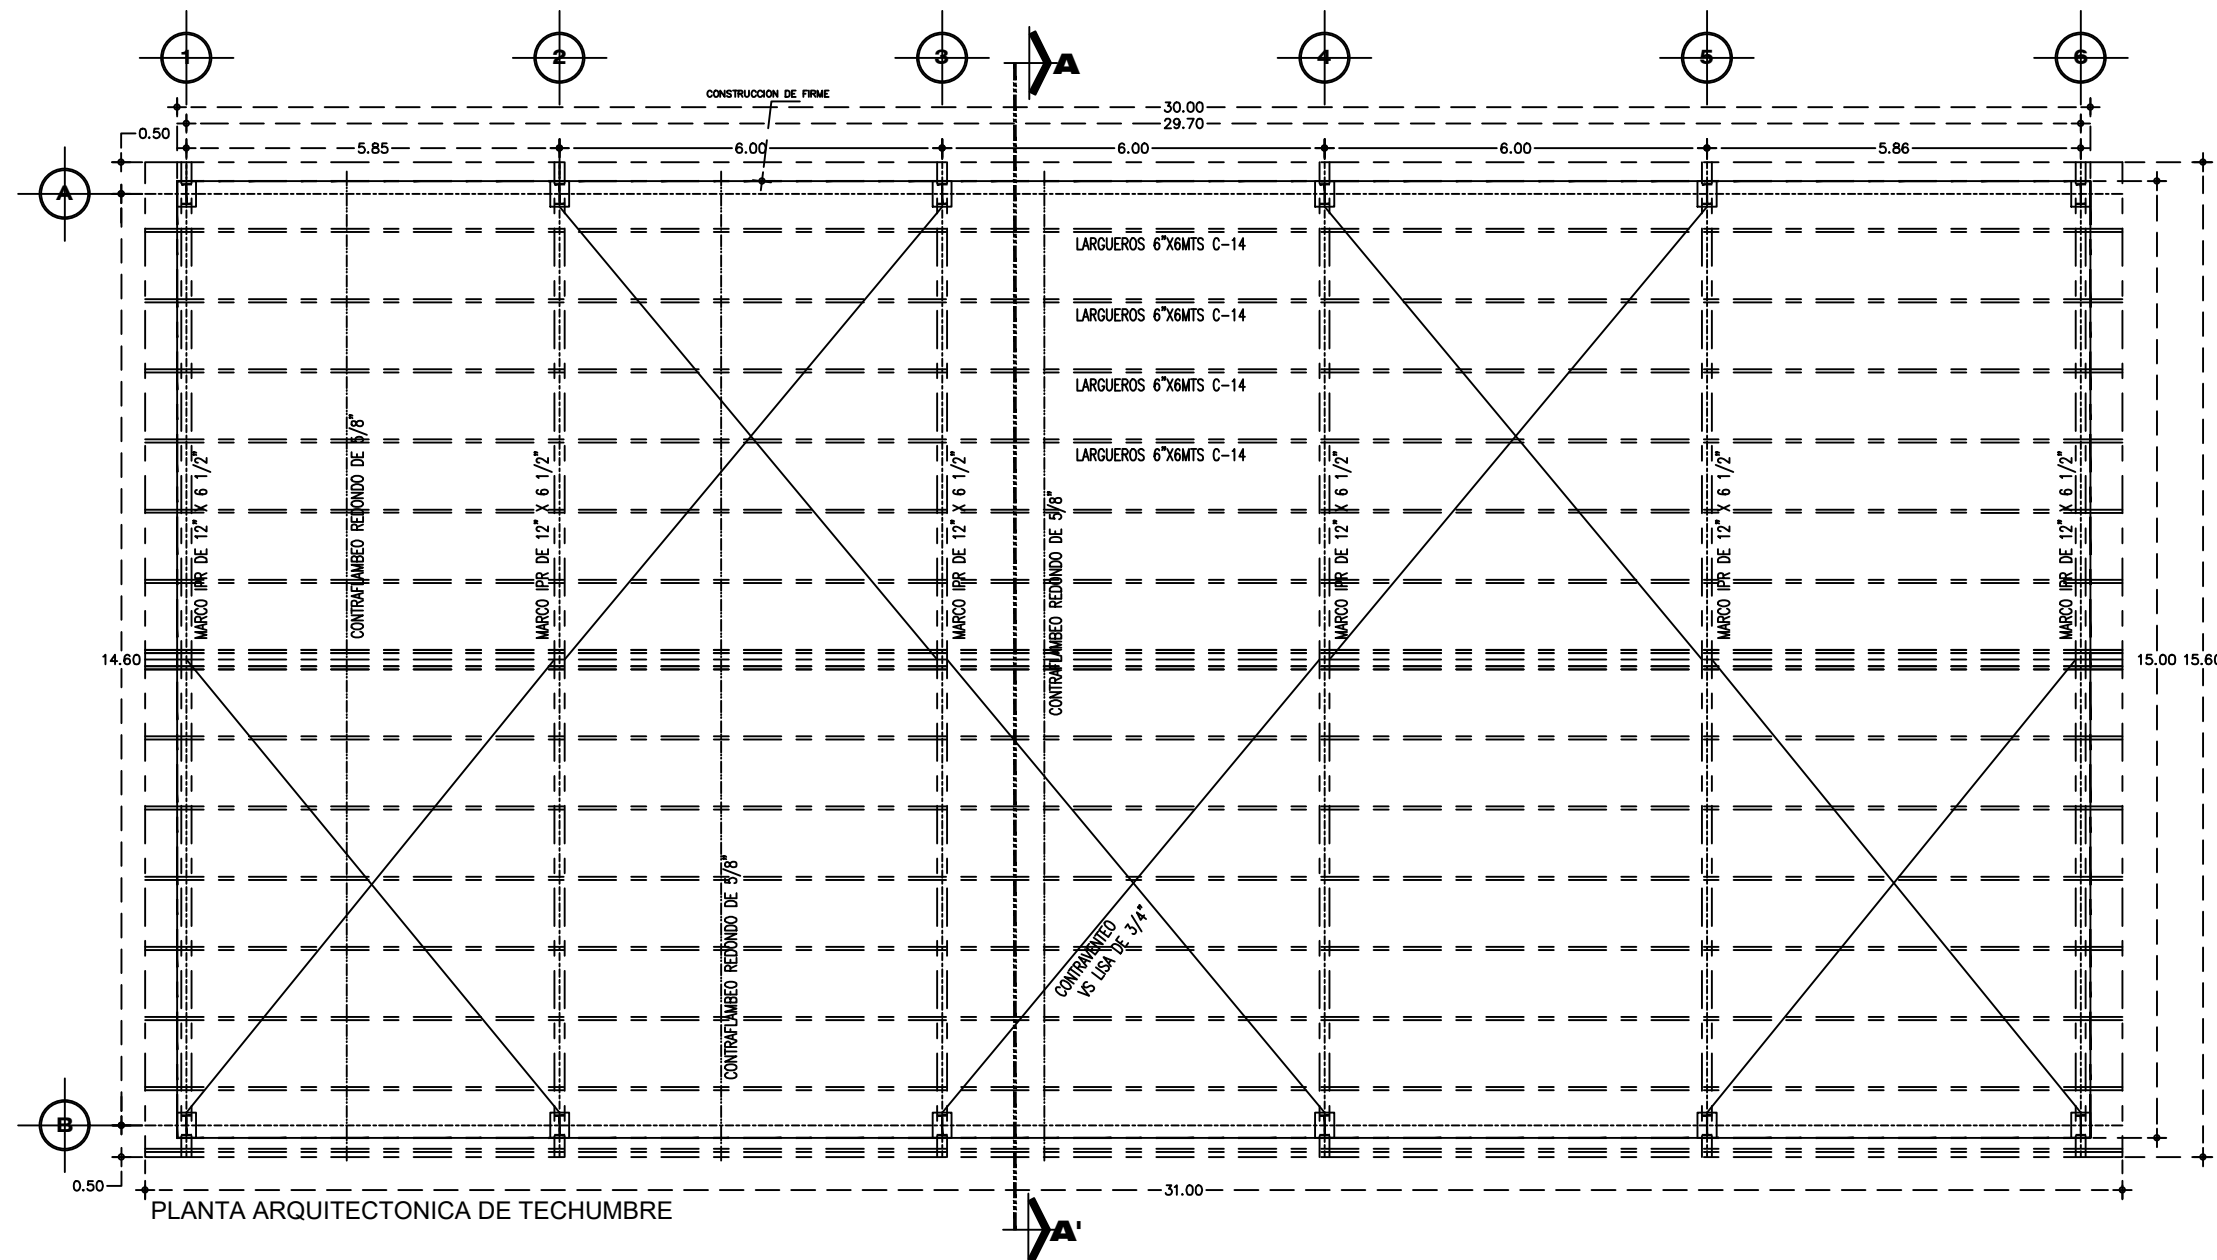 1
2
3
4
5
6
A
CONSTRUCCION DE FIRME
30.00
29.70
0.50
5.85
6.00
6.00
6.00
5.86
A
LARGUEROS 6"X6MTS C-14
LARGUEROS 6"X6MTS C-14
LARGUEROS 6"X6MTS C-14
LARGUEROS 6"X6MTS C-14
MARCO IPR DE 12" X 6 1/2"
CONTRAFLAMBEO REDONDO DE 5/8"
MARCO IPR DE 12" X 6 1/2"
MARCO IPR DE 12" X 6 1/2"
CONTRAFLAMBEO REDONDO DE 5/8"
MARCO IPR DE 12" X 6 1/2"
MARCO IPR DE 12" X 6 1/2"
MARCO IPR DE 12" X 6 1/2"
14.60
15.00
15.60
CONTRAFLAMBEO REDONDO DE 5/8"
CONTRAVENTEO
VS LISA DE 3/4"
B
0.50
31.00
PLANTA ARQUITECTONICA DE TECHUMBRE
A'